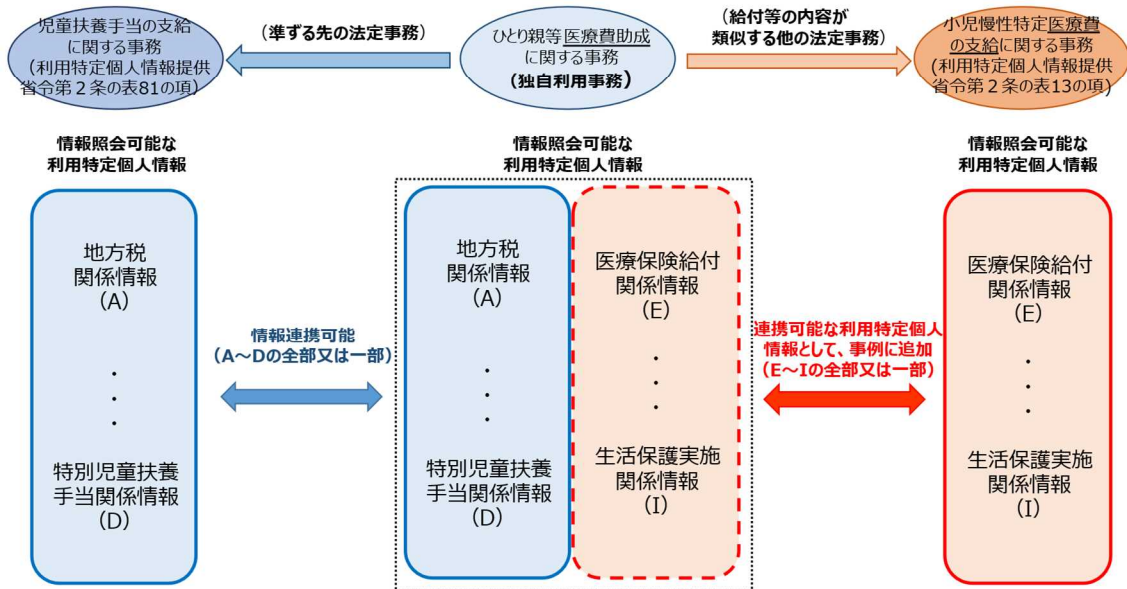 児童扶養手当の支給
に関する事務
(利用特定個人情報提供
省令第2条の表81の項)
(準ずる先の法定事務)
ひとり親等医療費助成
に関する事務
(独自利用事務)
(給付等の内容が
類似する他の法定事務)
小児慢性特定医療費
の支給に関する事務
(利用特定個人情報提供
省令第2条の表13の項)
情報照会可能な
利用特定個人情報
情報照会可能な
利用特定個人情報
情報照会可能な
利用特定個人情報
地方税
関係情報
(A)
・
・
・
特別児童扶養
手当関係情報
(D)
情報連携可能
(A~Dの全部又は一部)
地方税
関係情報
(A)
・
・
・
特別児童扶養
手当関係情報
(D)
医療保険給付
関係情報
(E)
・
・
・
生活保護実施
関係情報
(I)
連携可能な利用特定個人
情報として、事例に追加
(E~Iの全部又は一部)
医療保険給付
関係情報
(E)
・
・
・
生活保護実施
関係情報
(I)